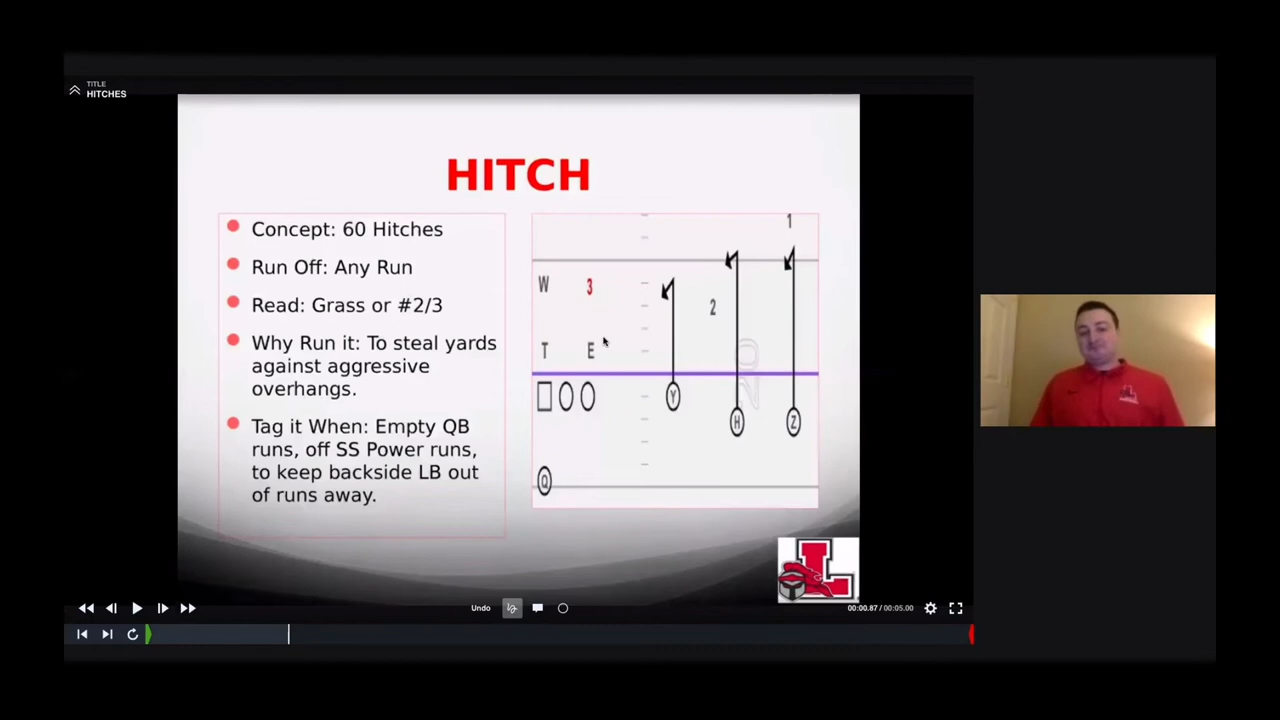 TITLE
HITCHES
HITCH
Concept: 60 Hitches
Run Off: Any Run
Read: Grass or #2/3
Why Run it: To steal yards
against aggressive
overhangs.
Tag it When: Empty QB
runs, off SS Power runs,
to keep backside LB out
of runs away.
1
W 3
2
T E
20
Y
H Z
Q
L
Undo
00:00.87 / 00:05.00